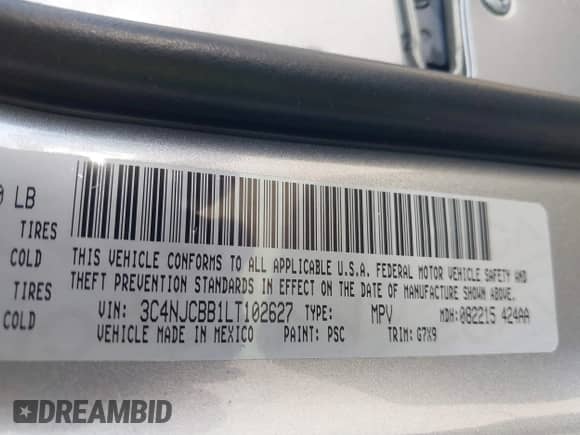 0 LB
TIRES
COLD
TIRES
COLD
THIS VEHICLE CONFORMS TO ALL APPLICABLE U.S.A. FEDERAL MOTOR VEHICLE SAFETY AND
THEFT PREVENTION STANDARDS IN EFFECT ON THE DATE OF MANUFACTURE SHOWN ABOVE.
VIN: 3C4NJCBB1LT102627 TYPE: MPV MDH: 082215 424AA
VEHICLE MADE IN MEXICO PAINT: PSC TRIM: G7X9
DREAMBID